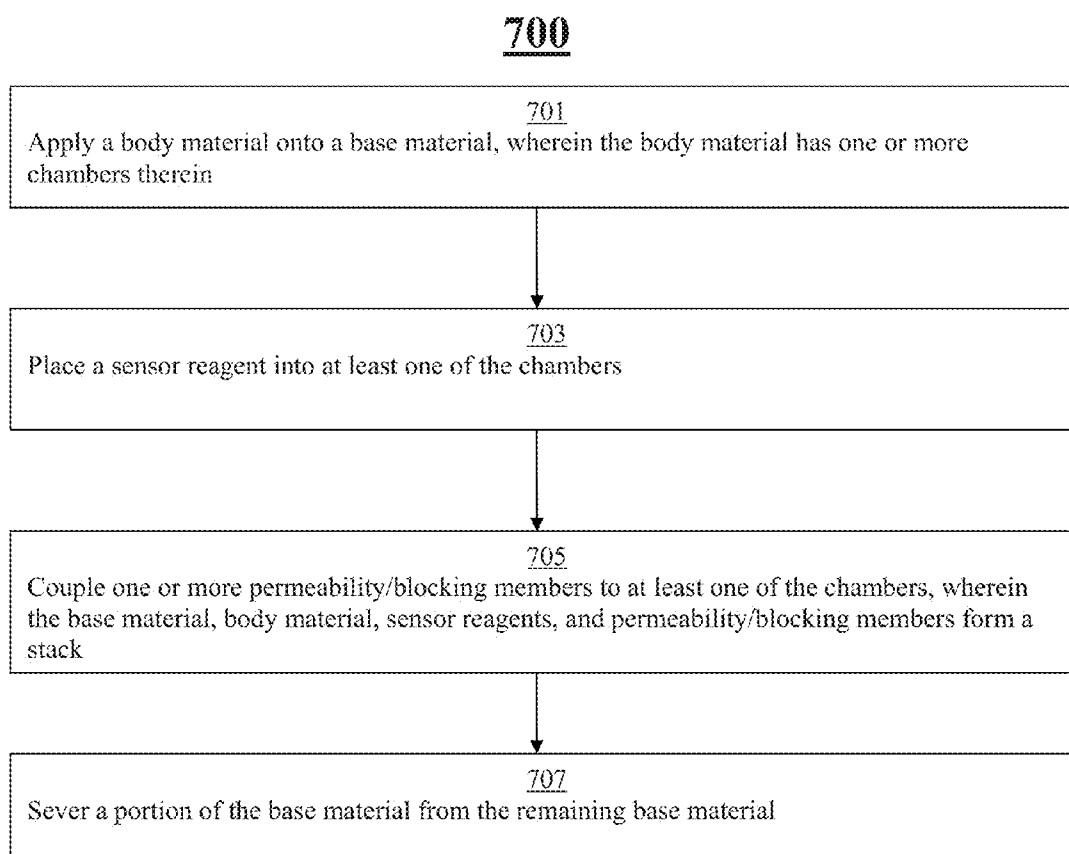 700
701
Apply a body material onto a base material, wherein the body material has one or more
chambers therein
703
Place a sensor reagent into at least one of the chambers
705
Couple one or more permeability/blocking members to at least one of the chambers, wherein
the base material, body material, sensor reagents, and permeability/blocking members form a
stack
707
Sever a portion of the base material from the remaining base material